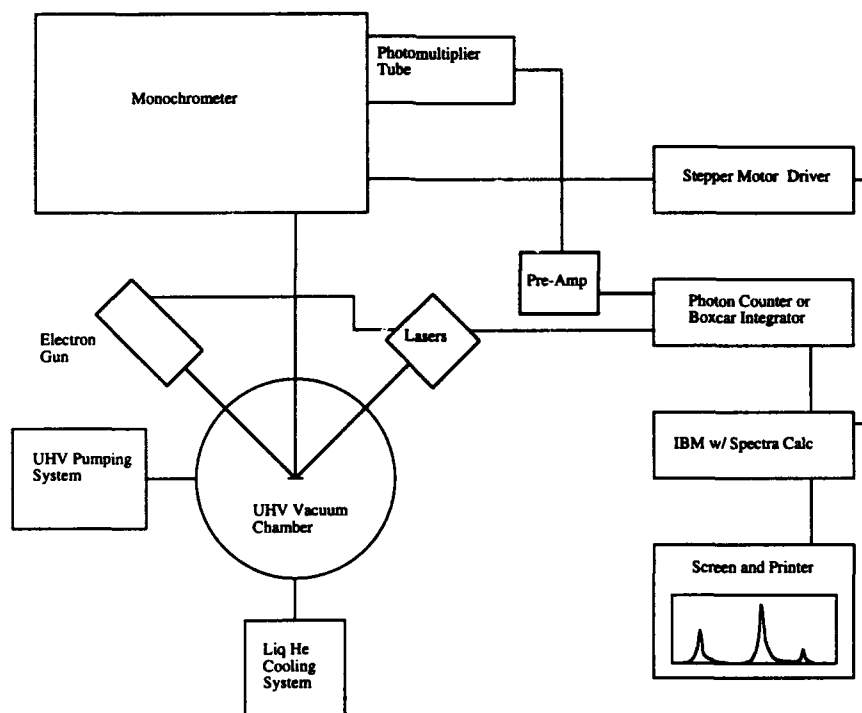 Photomultiplier
Tube
Monochrometer
Stepper Motor Driver
Pre-Amp
Photon Counter or
Boxcar Integrator
Electron
Gun
Lasers
IBM w/ Spectra Calc
UHV Pumping
System
UHV Vacuum
Chamber
Screen and Printer
Liq He
Cooling
System